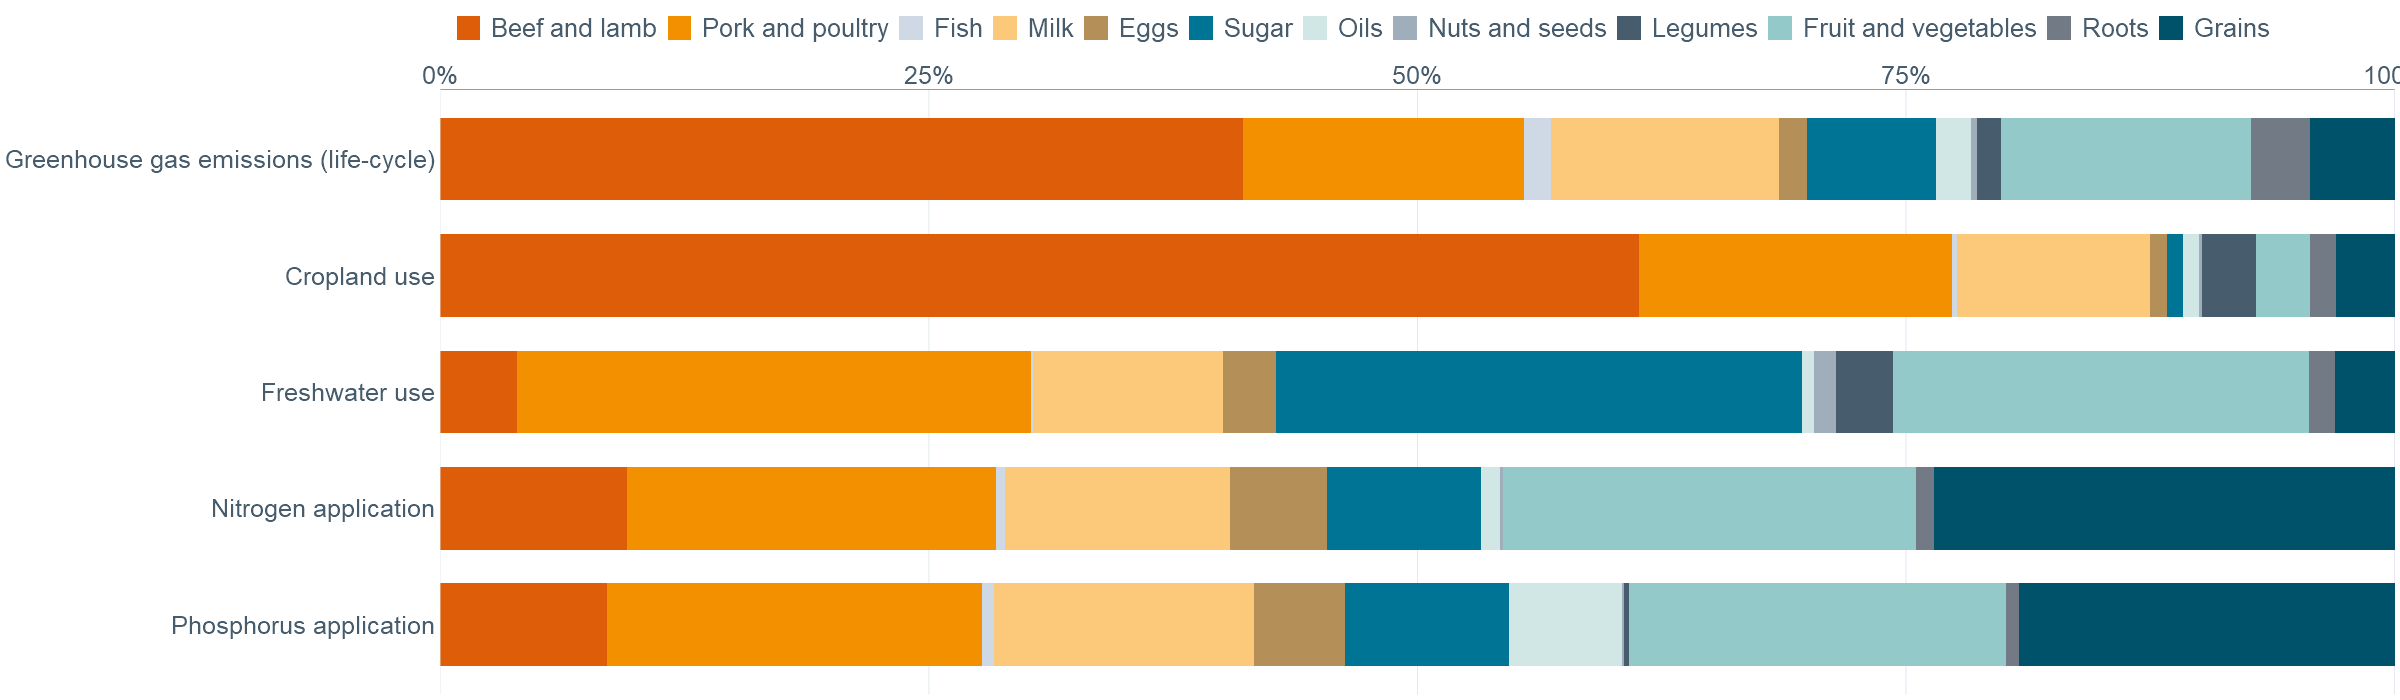 Beef and lamb Pork and poultry Fish Milk Eggs Sugar Oils Nuts and seeds Legumes Fruit and vegetables Roots Grains
0% 25% 50% 75% 100
Greenhouse gas emissions (life-cycle)
Cropland use
Freshwater use
Nitrogen application
Phosphorus application